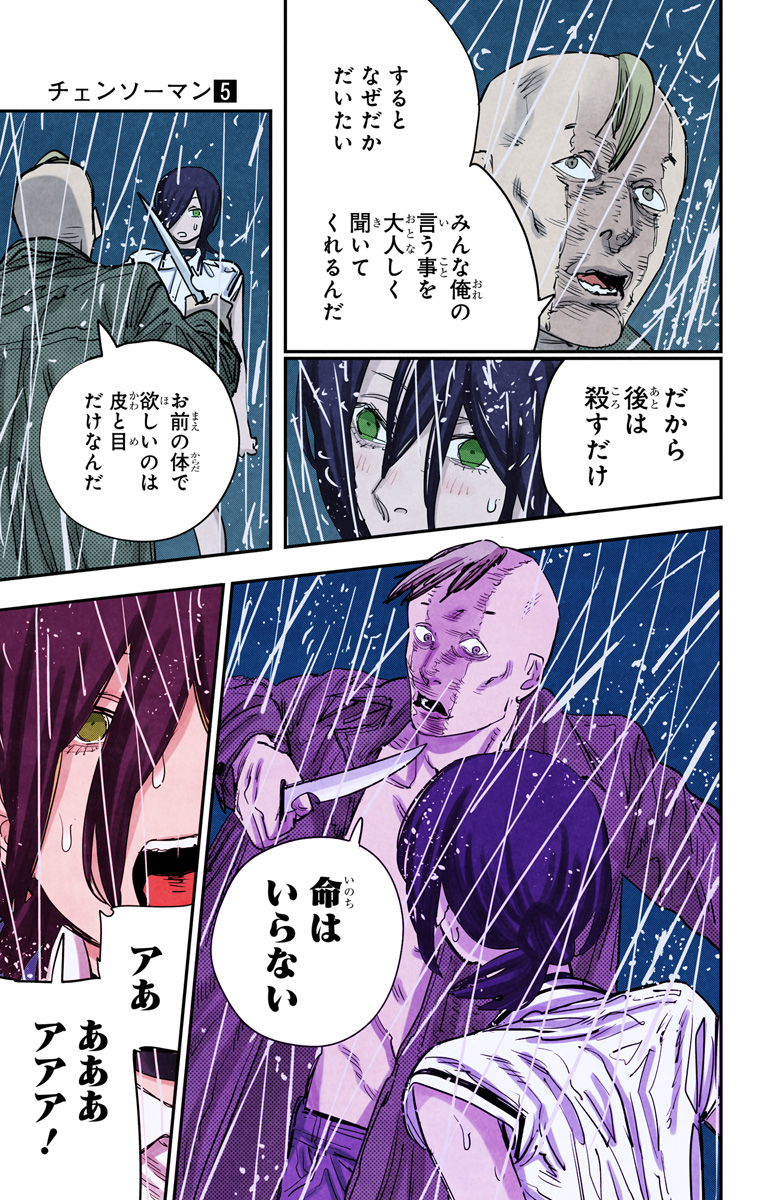 チェンソーマン5
すると
なぜだか
だいたい
みんな俺の
言う事を
大人しく
聞いて
くれるんだ
だから
後は
殺すだけ
お前の体で
欲しいのは
皮と目
だけなんだ
命は
いらない
アあ
あああ
アアア!